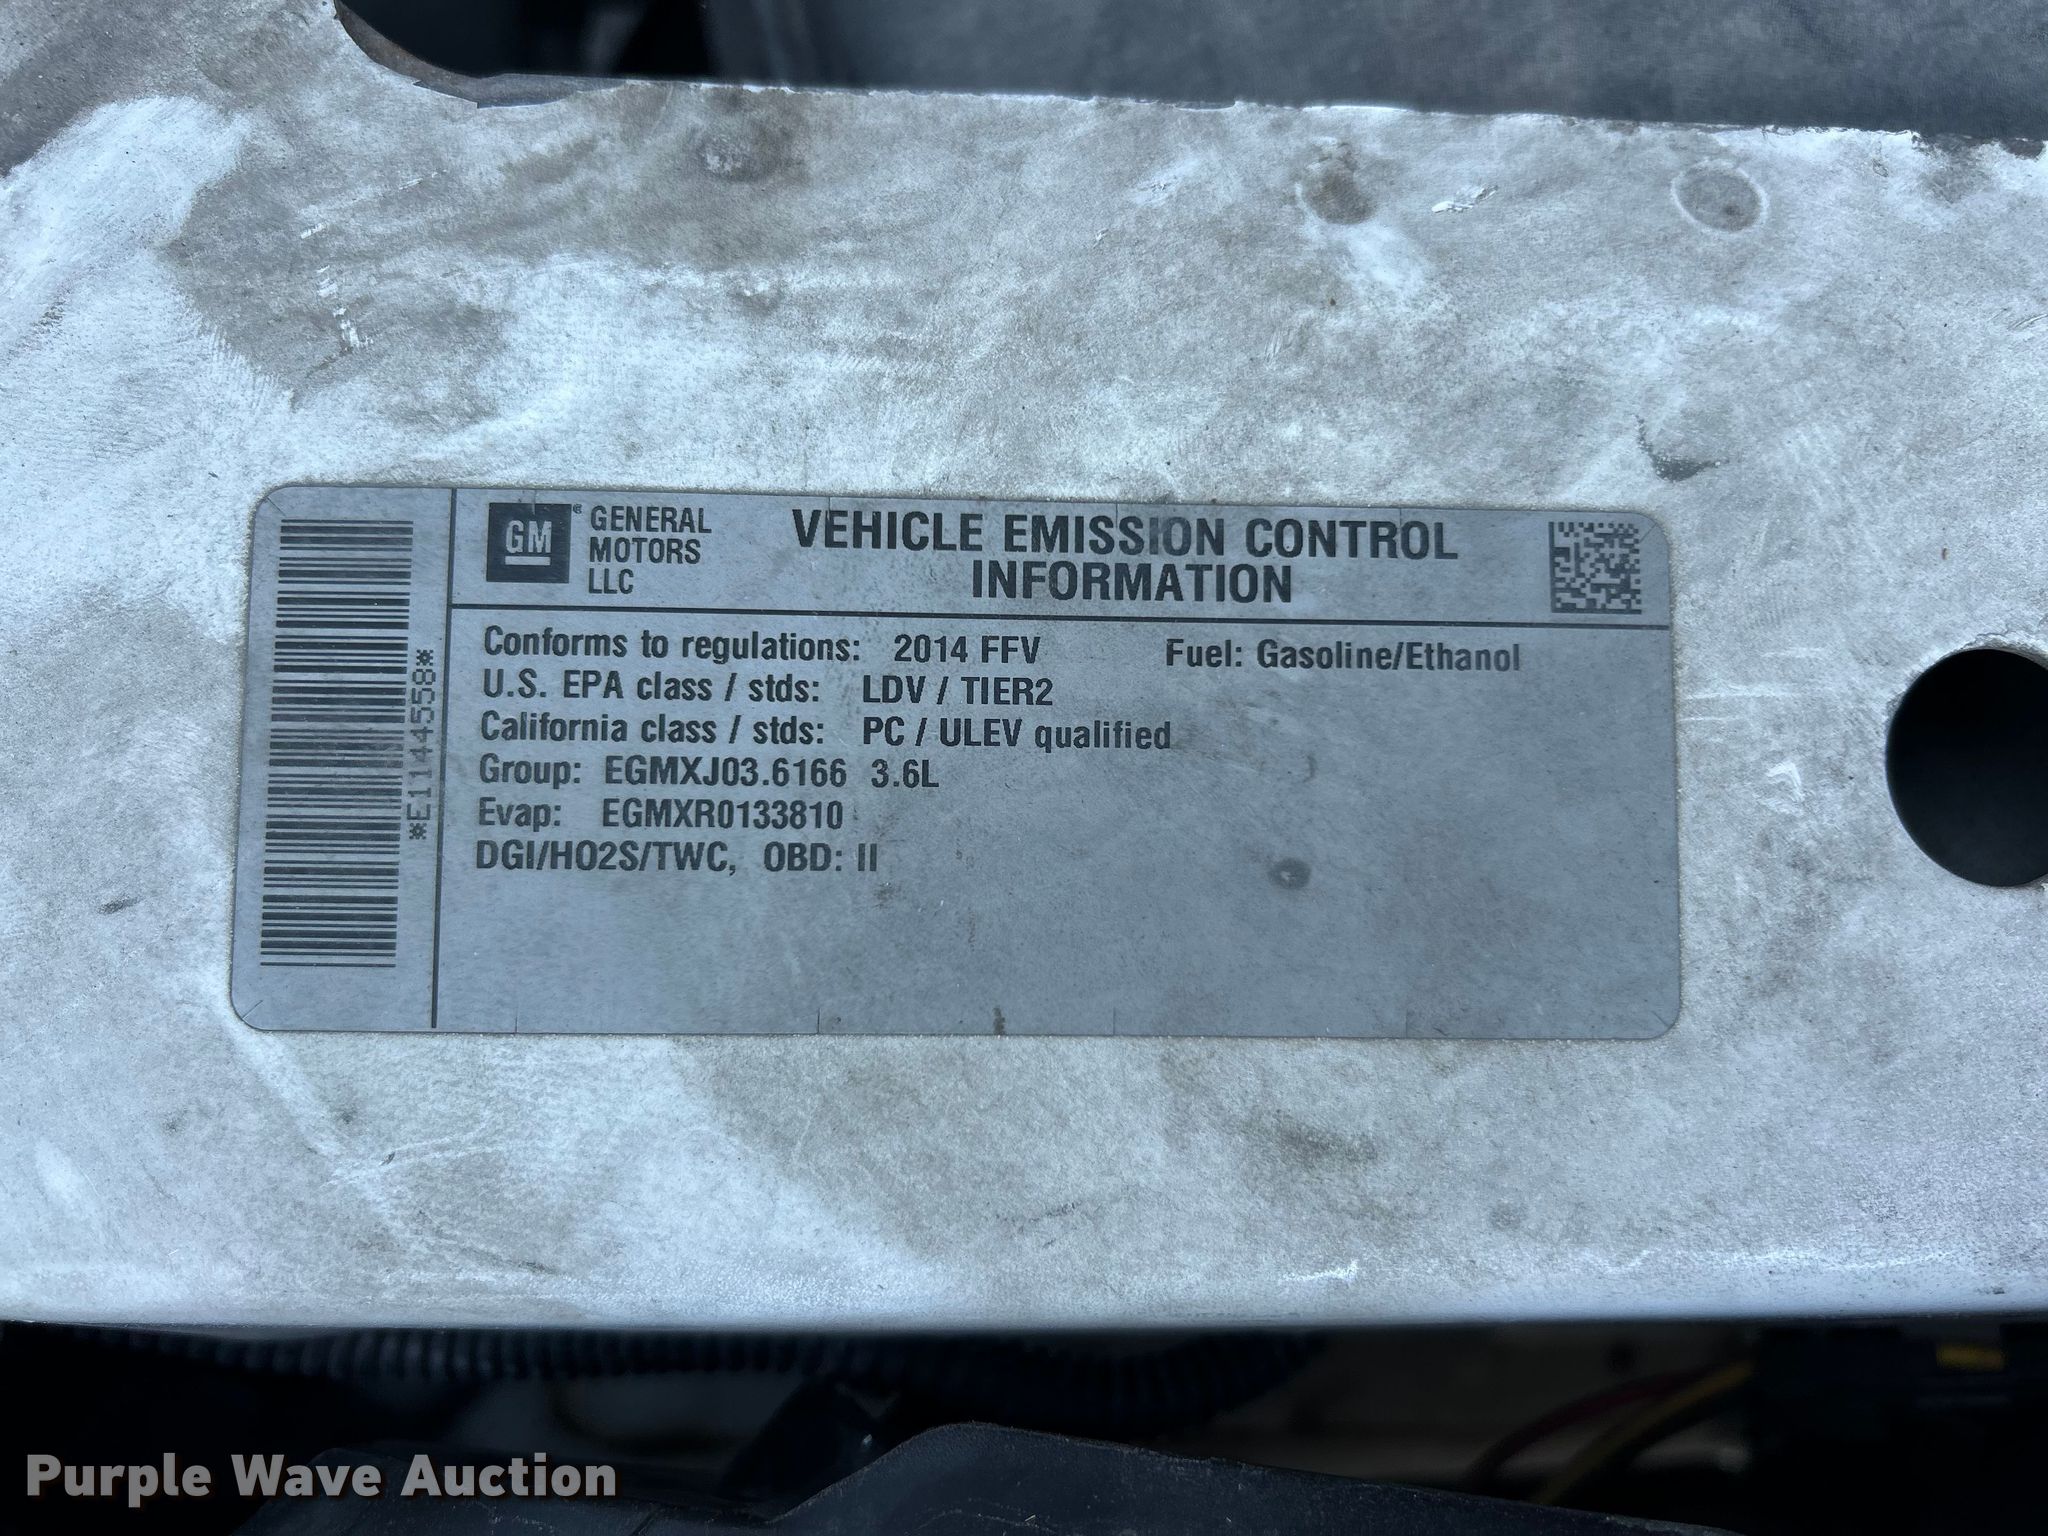 GM
GENERAL
MOTORS
LLC
VEHICLE EMISSION CONTROL
INFORMATION
*E11444558*
Conforms to regulations: 2014 FFV Fuel: Gasoline/Ethanol
U.S. EPA class / stds: LDV / TIER2
California class / stds: PC / ULEV qualified
Group: EGMXJ03.6166 3.6L
Evap: EGMXR0133810
DGI/HO2S/TWC, OBD: II
Purple Wave Auction